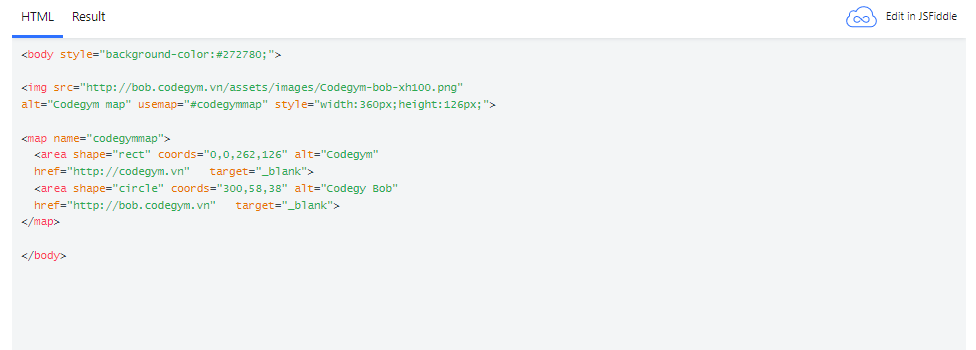 HTML Result Edit in JSFiddle
<body style="background-color:#272780;">
<img src="http://bob.codegym.vn/assets/images/Codegym-bob-xh100.png"
alt="Codegym map" usemap="#codegymmap" style="width:360px;height:126px;">
<map name="codegymmap">
<area shape="rect" coords="0,0,262,126" alt="Codegym"
href="http://codegym.vn" target="_blank">
<area shape="circle" coords="300,58,38" alt="Codegy Bob"
href="http://bob.codegym.vn" target="_blank">
</map>
</body>